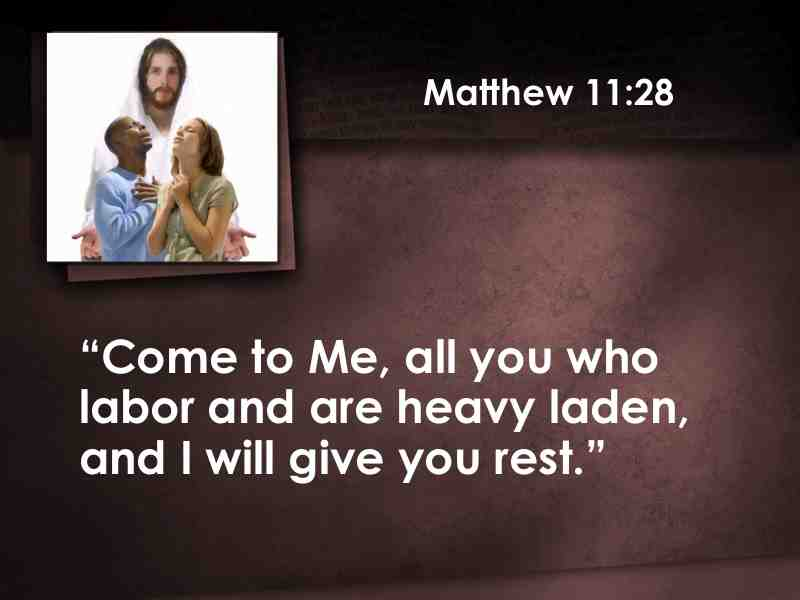 Matthew 11:28
“Come to Me, all you who
labor and are heavy laden,
and I will give you rest.”